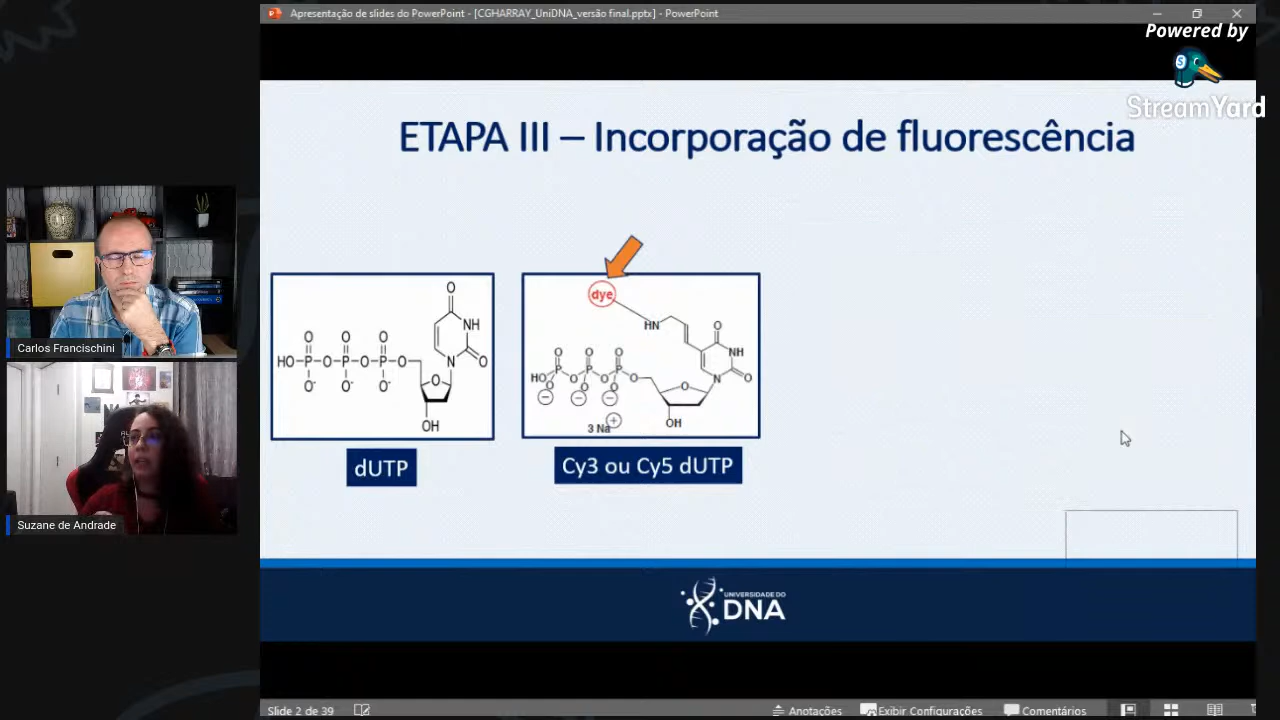 Apresentação de slides do PowerPoint - [CGHARRAY_UniDNA_versão final.pptx] - PowerPoint
Powered by
StreamYard
ETAPA III – Incorporação de fluorescência
HO P O P O P O
O O O
O⁻ O⁻ O⁻
O
NH
N O
O
OH
dUTP
dye
HN
O
NH
N O
O O O
HO P O P O P O
O O O
O
3 Na +
OH
Cy3 ou Cy5 dUTP
Carlos Francischini
Suzane de Andrade
UNIVERSIDADE DO
DNA
Slide 2 de 39
Anotações
Exibir Configurações
Comentários